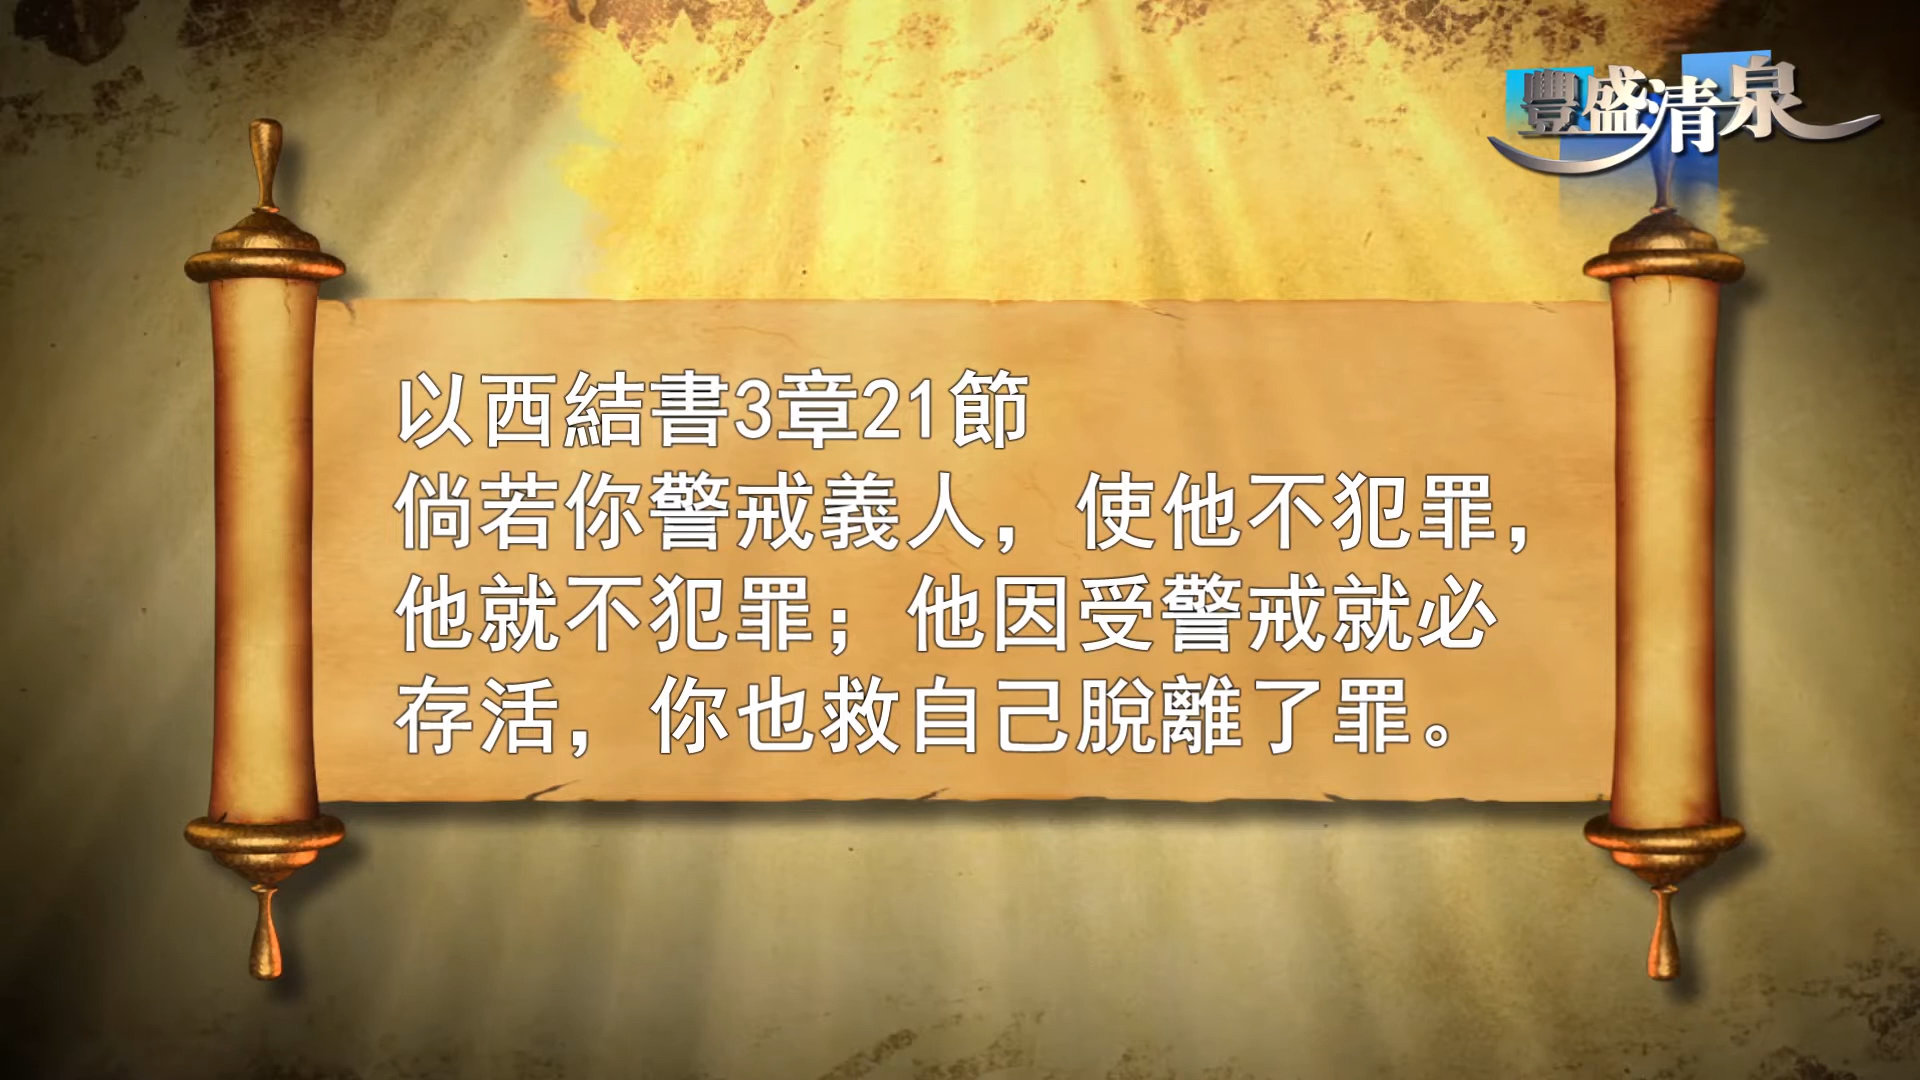 豐盛清泉
以西結書3章21節
倘若你警戒義人，使他不犯罪，
他就不犯罪；他因受警戒就必
存活，你也救自己脫離了罪。